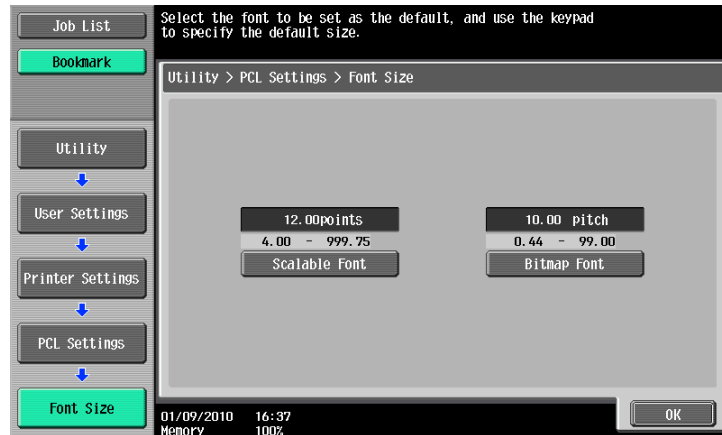 Job List
Bookmark
Utility
User Settings
Printer Settings
PCL Settings
Font Size
Select the font to be set as the default, and use the keypad
to specify the default size.
Utility > PCL Settings > Font Size
12.00points
4.00 - 999.75
Scalable Font
10.00 pitch
0.44 - 99.00
Bitmap Font
01/09/2010 16:37
Memory 100%
OK